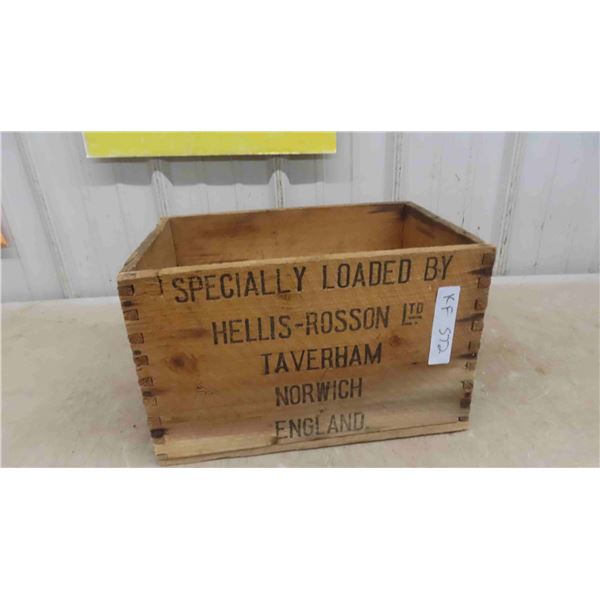 SPECIALLY LOADED BY
HELLIS-ROSSON LTD
TAVERHAM
NORWICH
ENGLAND.
KF 572